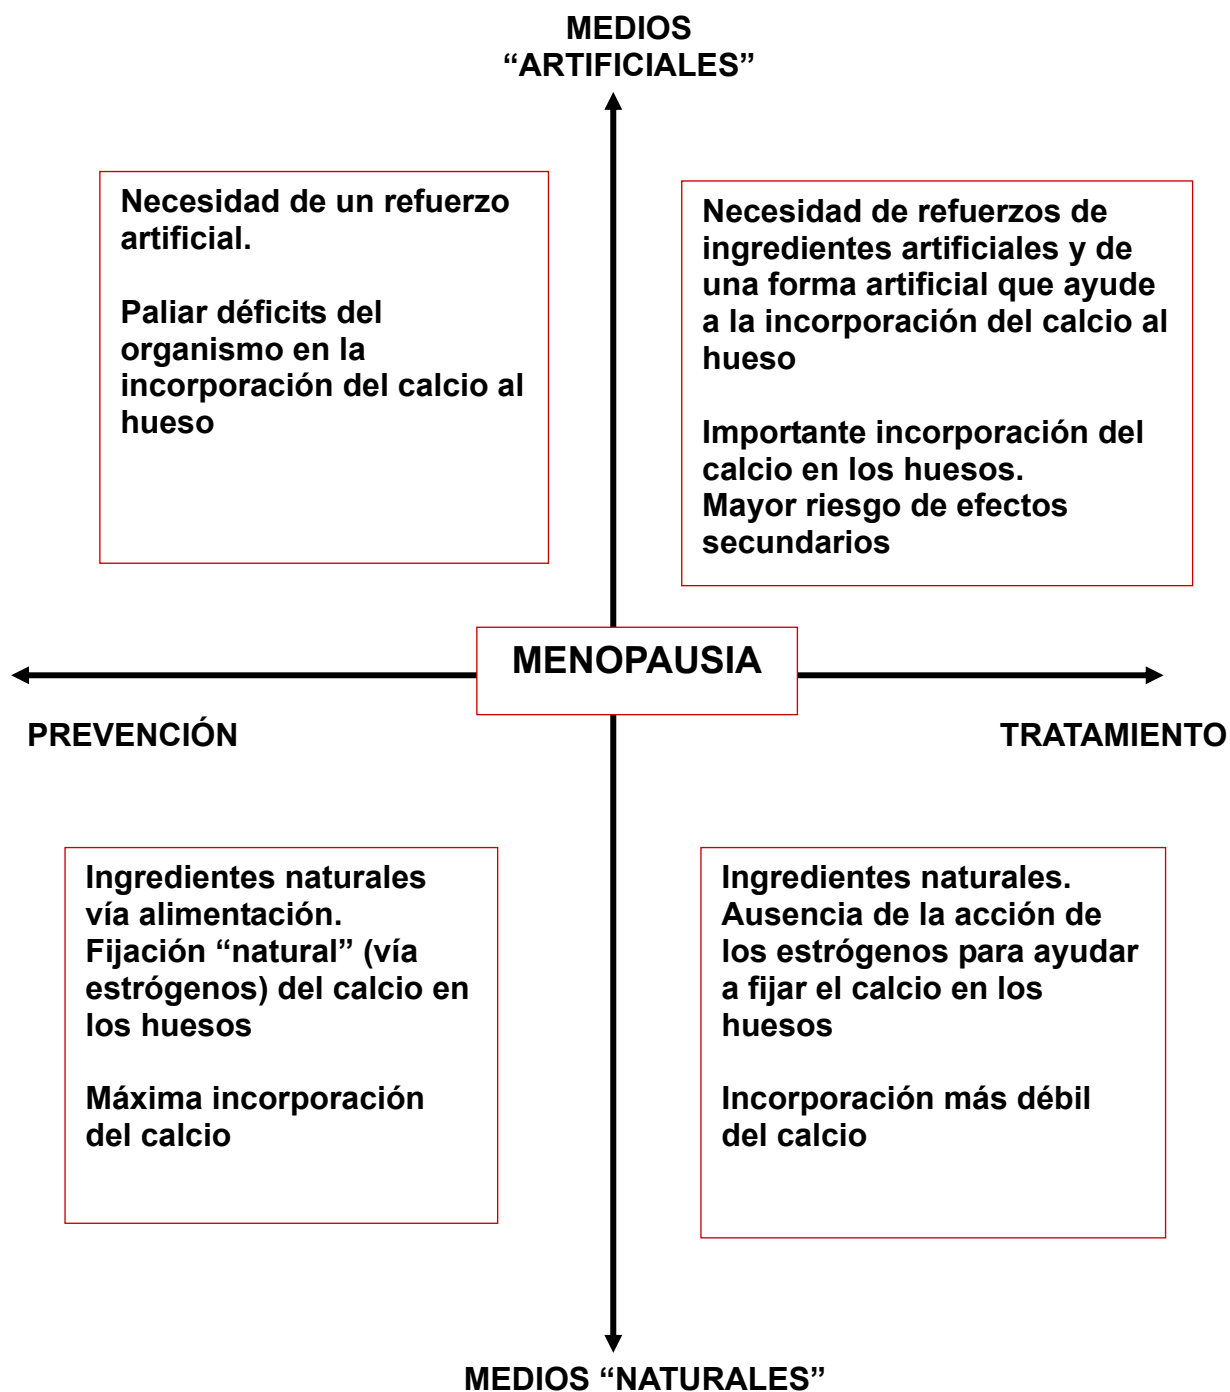 MEDIOS
“ARTIFICIALES”
Necesidad de un refuerzo
artificial.
Paliar déficits del
organismo en la
incorporación del calcio al
hueso
Necesidad de refuerzos de
ingredientes artificiales y de
una forma artificial que ayude
a la incorporación del calcio al
hueso
Importante incorporación del
calcio en los huesos.
Mayor riesgo de efectos
secundarios
MENOPAUSIA
PREVENCIÓN
TRATAMIENTO
Ingredientes naturales
vía alimentación.
Fijación “natural” (vía
estrógenos) del calcio en
los huesos
Máxima incorporación
del calcio
Ingredientes naturales.
Ausencia de la acción de
los estrógenos para ayudar
a fijar el calcio en los
huesos
Incorporación más débil
del calcio
MEDIOS “NATURALES”